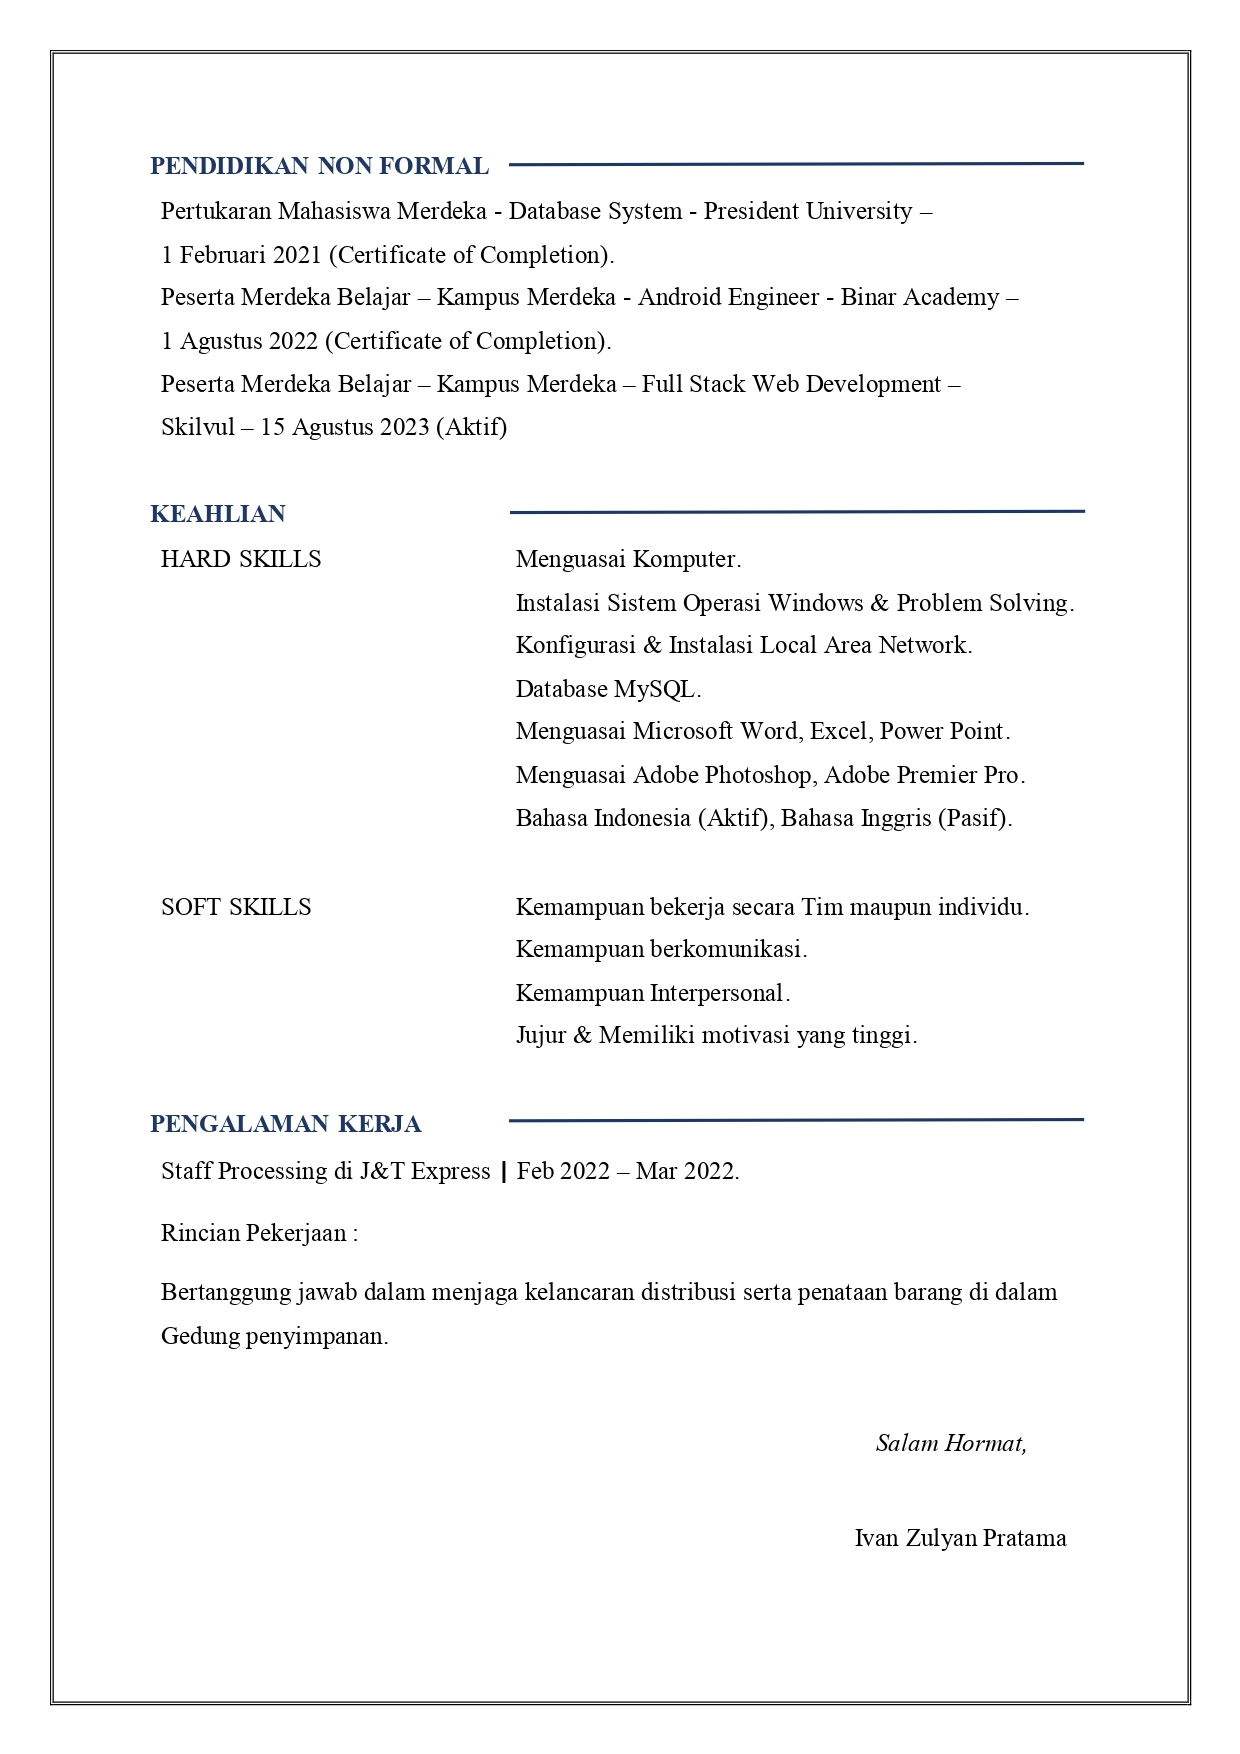 PENDIDIKAN NON FORMAL
Pertukaran Mahasiswa Merdeka - Database System - President University –
1 Februari 2021 (Certificate of Completion).
Peserta Merdeka Belajar – Kampus Merdeka - Android Engineer - Binar Academy –
1 Agustus 2022 (Certificate of Completion).
Peserta Merdeka Belajar – Kampus Merdeka – Full Stack Web Development –
Skilvul – 15 Agustus 2023 (Aktif)
KEAHLIAN
HARD SKILLS Menguasai Komputer.
Instalasi Sistem Operasi Windows & Problem Solving.
Konfigurasi & Instalasi Local Area Network.
Database MySQL.
Menguasai Microsoft Word, Excel, Power Point.
Menguasai Adobe Photoshop, Adobe Premier Pro.
Bahasa Indonesia (Aktif), Bahasa Inggris (Pasif).
SOFT SKILLS Kemampuan bekerja secara Tim maupun individu.
Kemampuan berkomunikasi.
Kemampuan Interpersonal.
Jujur & Memiliki motivasi yang tinggi.
PENGALAMAN KERJA
Staff Processing di J&T Express | Feb 2022 – Mar 2022.
Rincian Pekerjaan :
Bertanggung jawab dalam menjaga kelancaran distribusi serta penataan barang di dalam
Gedung penyimpanan.
Salam Hormat,
Ivan Zulyan Pratama